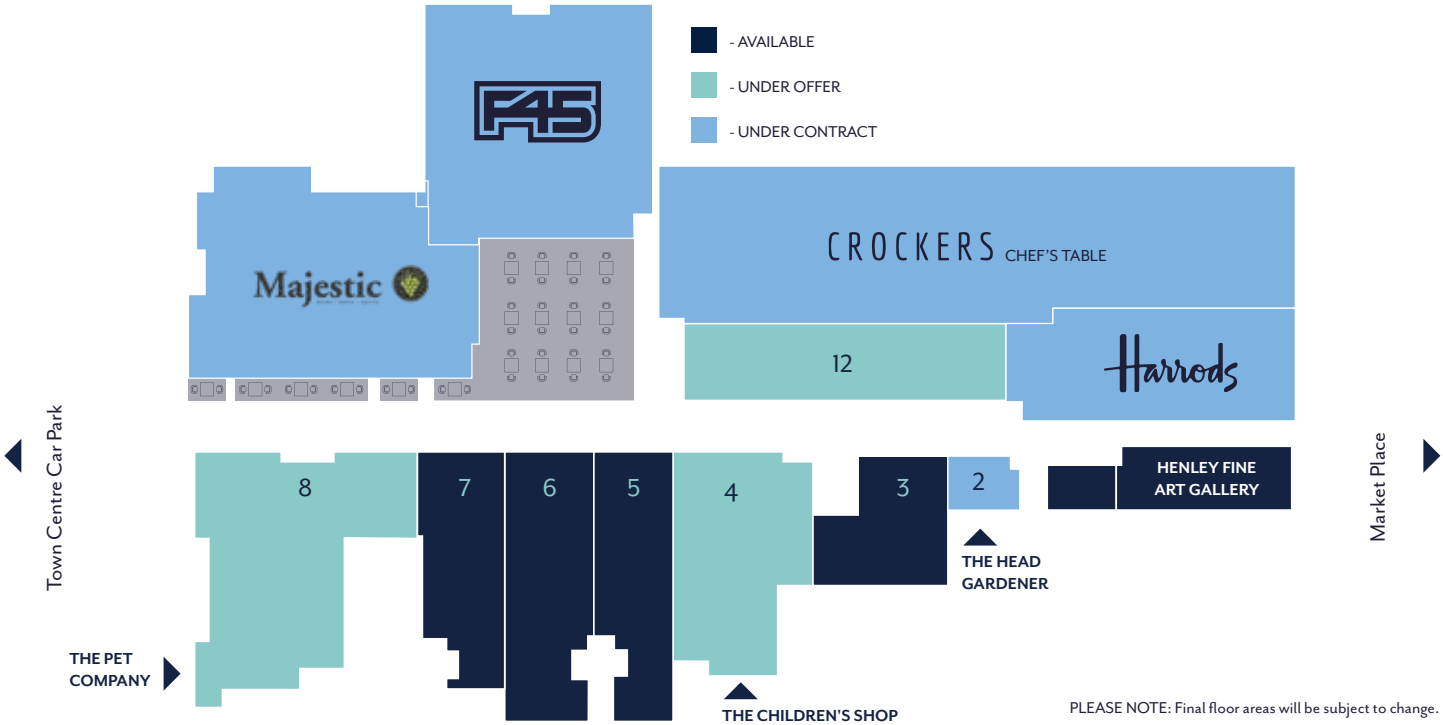 - AVAILABLE
- UNDER OFFER
- UNDER CONTRACT
F45
CROCKERS CHEF'S TABLE
Majestic
12
Harrods
Town Centre Car Park
Market Place
8
7
6
5
4
3
2
HENLEY FINE
ART GALLERY
THE HEAD
GARDENER
THE PET
COMPANY
THE CHILDREN'S SHOP
PLEASE NOTE: Final floor areas will be subject to change.